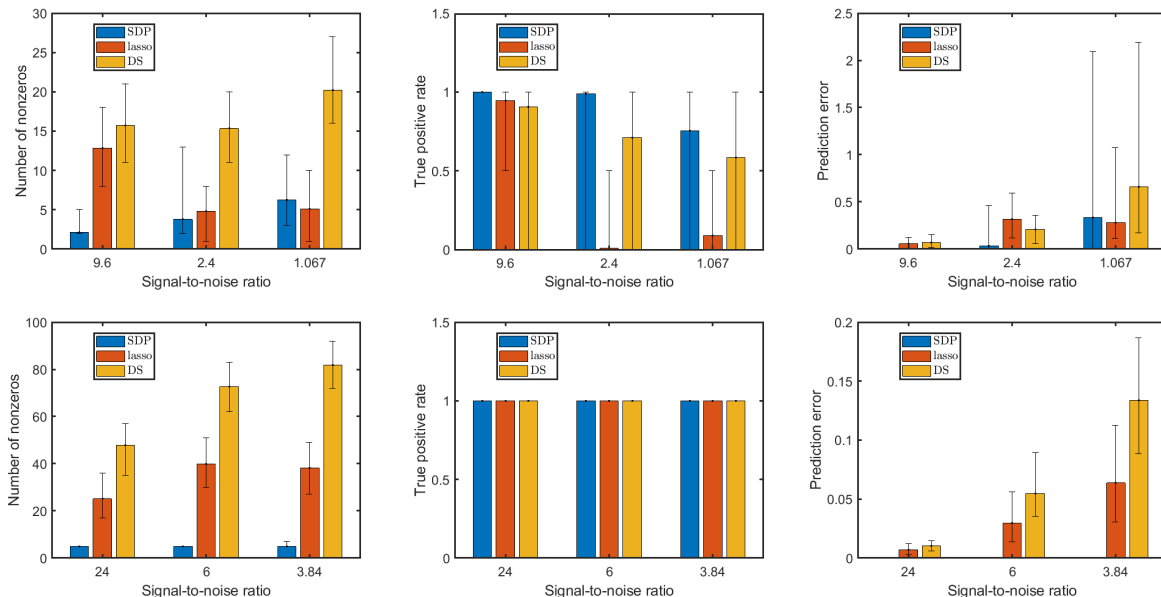 30
25
20
15
10
5
0
Number of nonzeros
SDP
lasso
DS
9.6
2.4
1.067
Signal-to-noise ratio
1.5
1
0.5
0
True positive rate
SDP
lasso
DS
9.6
2.4
1.067
Signal-to-noise ratio
2.5
2
1.5
1
0.5
0
Prediction error
SDP
lasso
DS
9.6
2.4
1.067
Signal-to-noise ratio
100
80
60
40
20
0
Number of nonzeros
SDP
lasso
DS
24
6
3.84
Signal-to-noise ratio
1.5
1
0.5
0
True positive rate
SDP
lasso
DS
24
6
3.84
Signal-to-noise ratio
0.2
0.15
0.1
0.05
0
Prediction error
SDP
lasso
DS
24
6
3.84
Signal-to-noise ratio